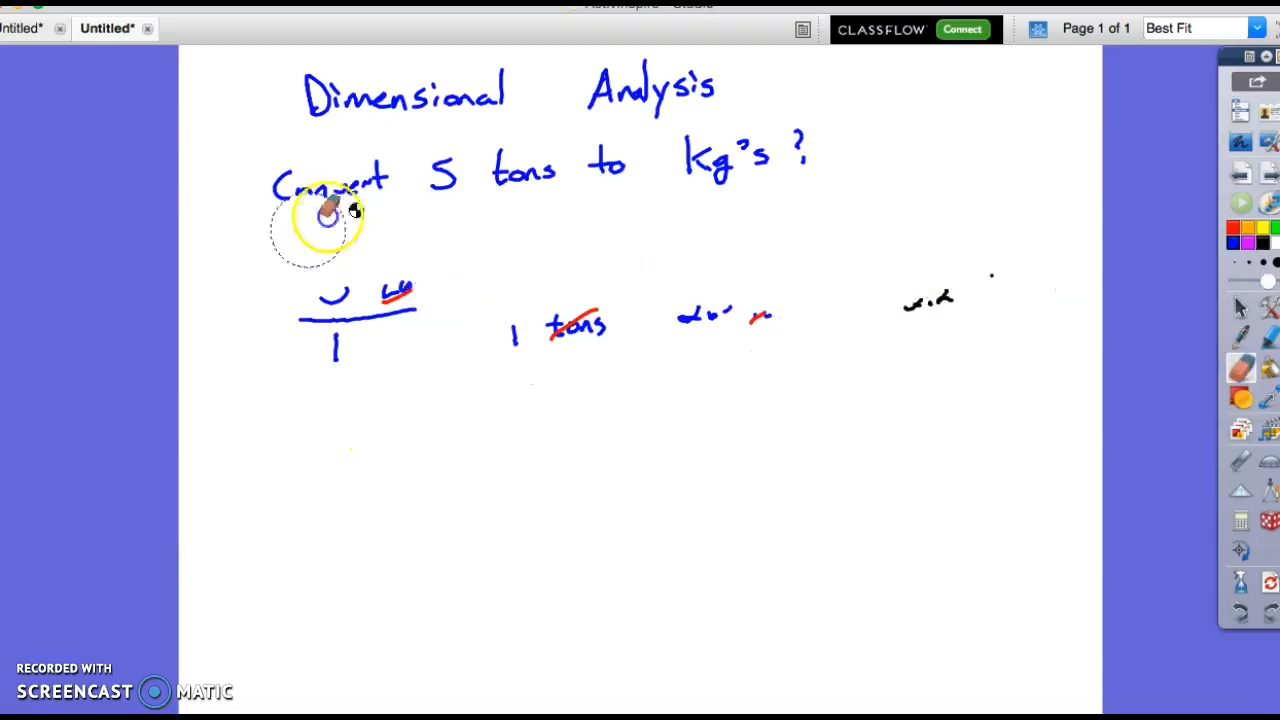 Untitled* Untitled* CLASSFLOW Connect Page 1 of 1 Best Fit
Dimensional Analysis
Convert 5 tons to kg's?
1 1 tons
RECORDED WITH
SCREENCAST MATIC